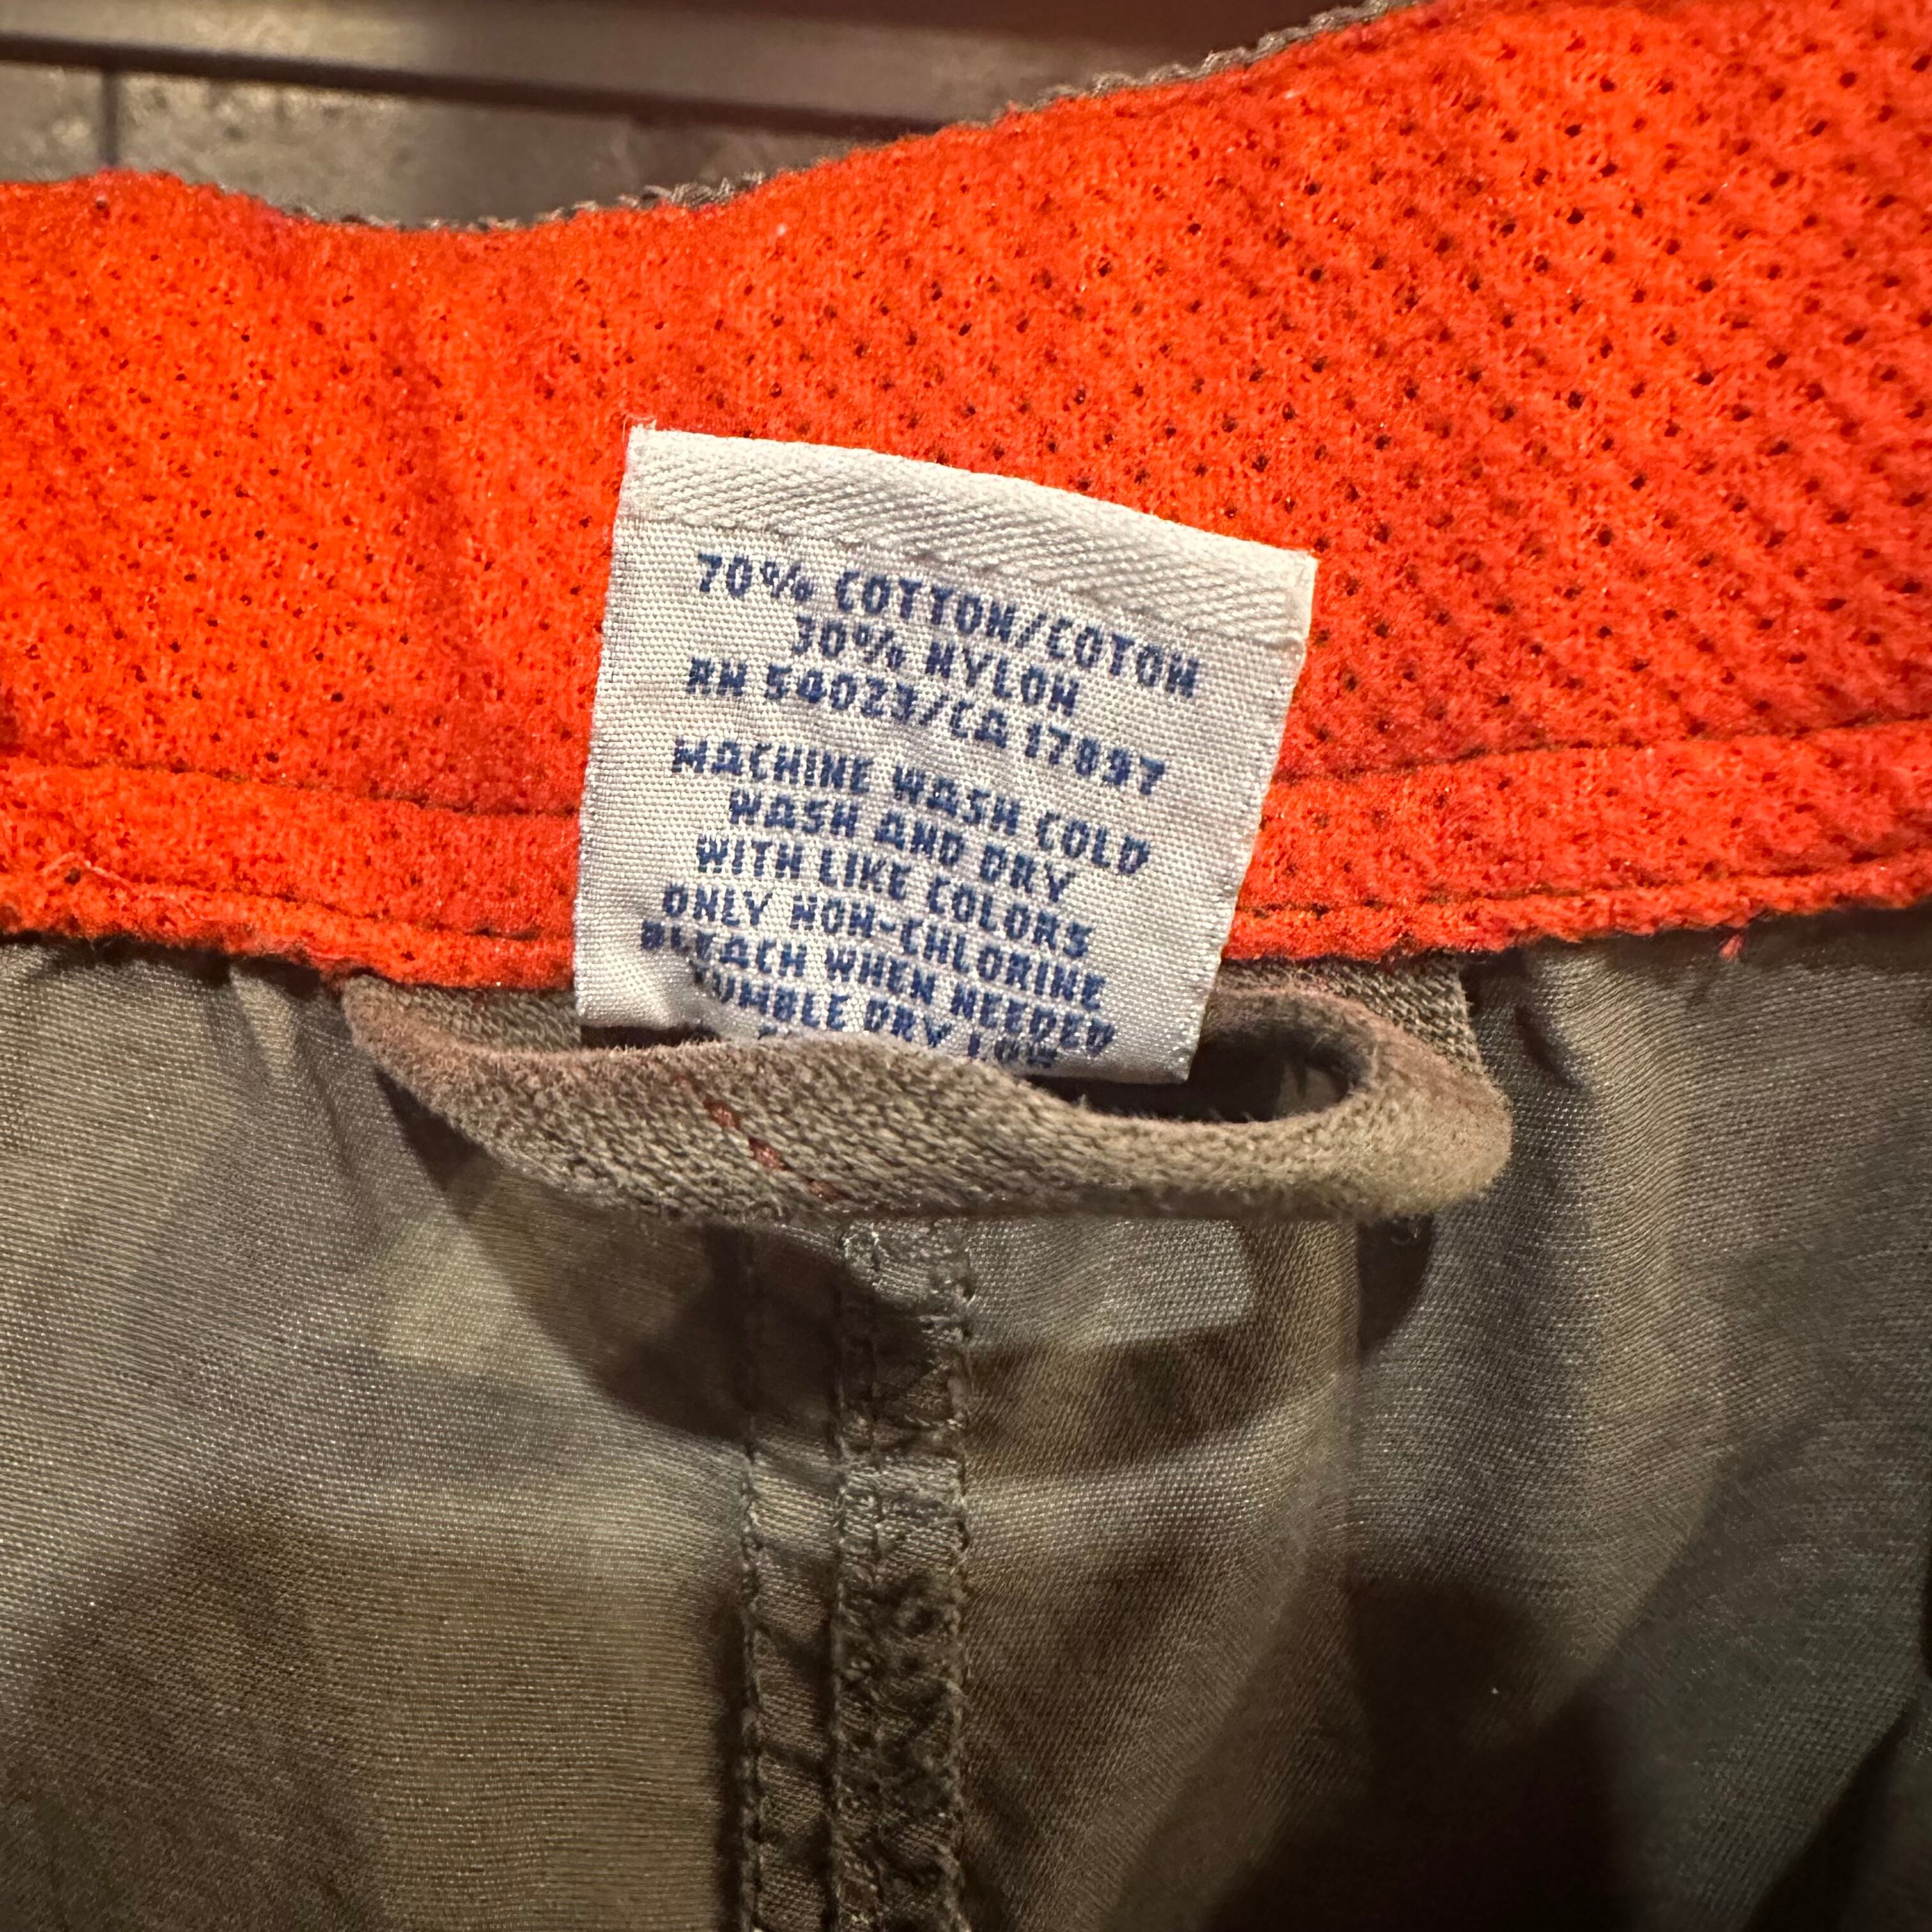 70% COTTON/COTON
30% NYLON
RN 54023/CA 17897
MACHINE WASH COLD
WASH AND DRY
WITH LIKE COLORS
ONLY NON-CHLORINE
BLEACH WHEN NEEDED
TUMBLE DRY LOW